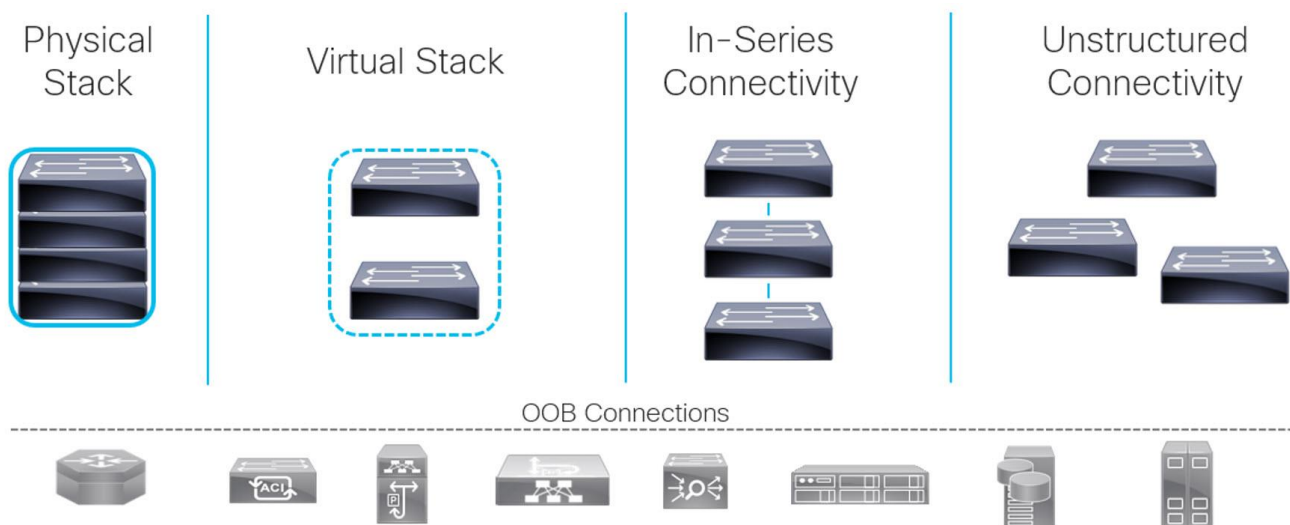 Physical
Stack
Virtual Stack
In-Series
Connectivity
Unstructured
Connectivity
OOB Connections
ACI
P